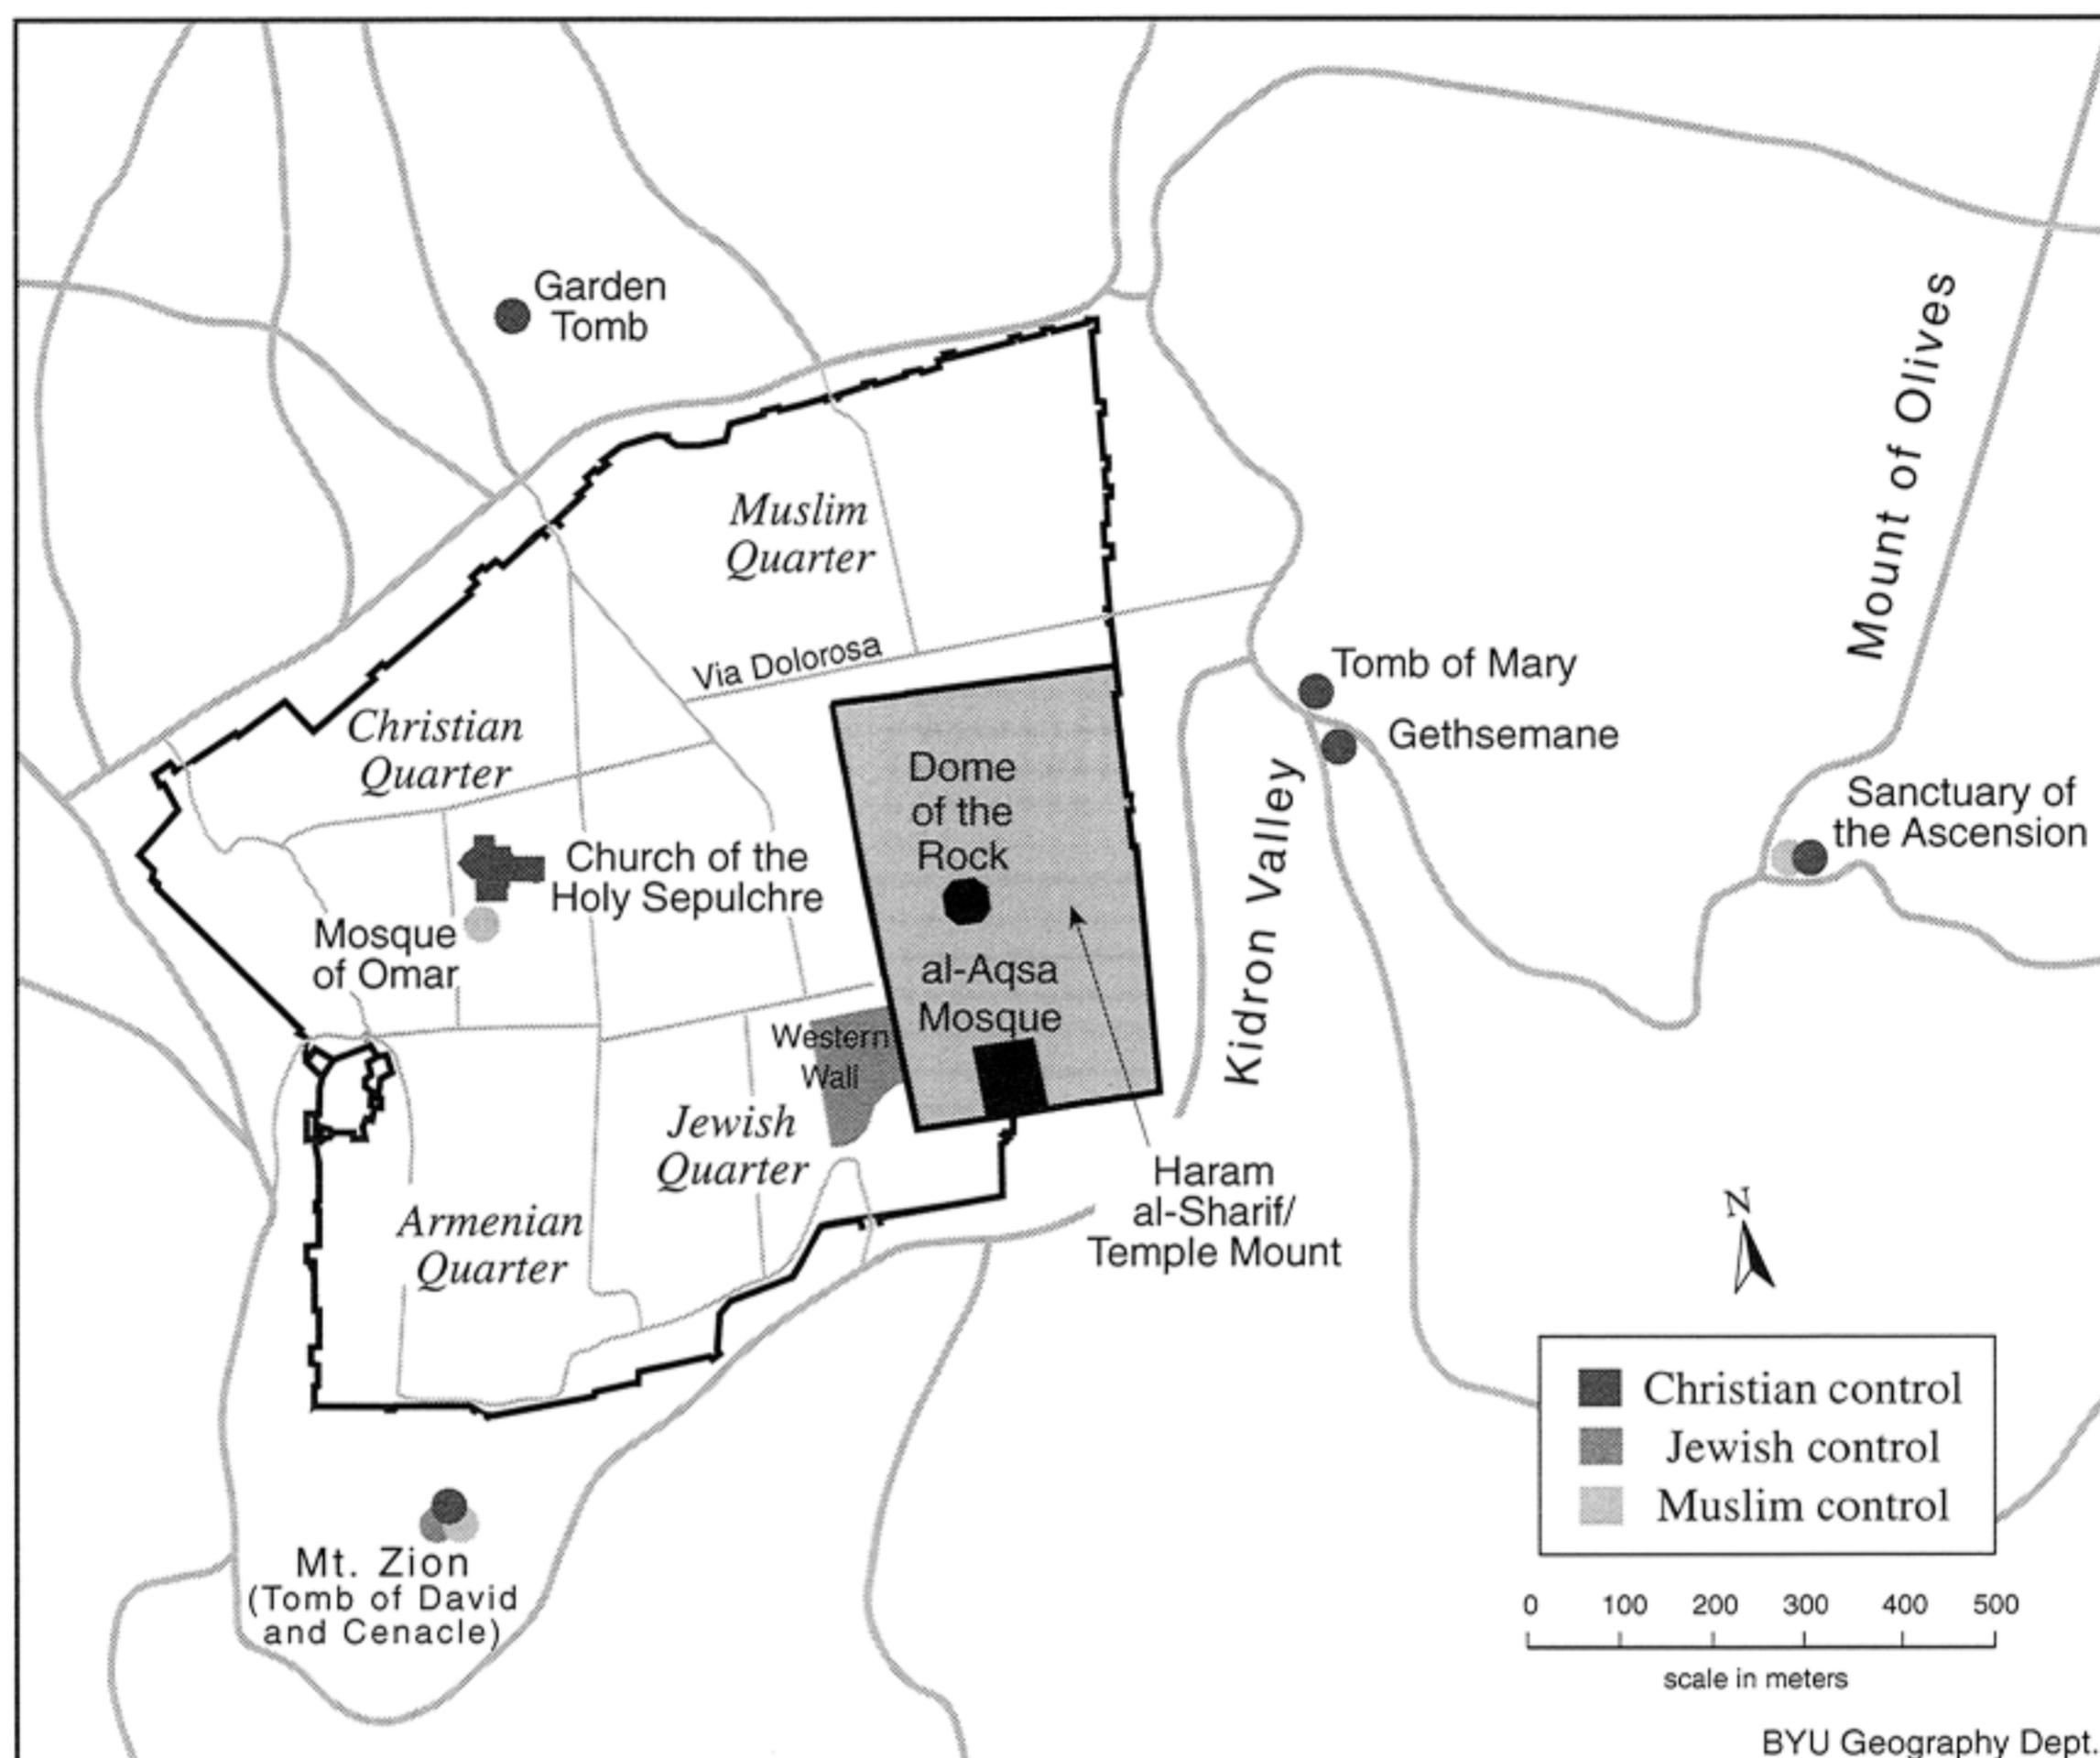 Garden
Tomb
Mount of Olives
Muslim
Quarter
Via Dolorosa
Tomb of Mary
Gethsemane
Christian
Quarter
Dome
of the
Rock
Kidron Valley
Sanctuary of
the Ascension
Church of the
Holy Sepulchre
Mosque
of Omar
al-Aqsa
Mosque
Western
Wall
Jewish
Quarter
Haram
al-Sharif/
Temple Mount
Armenian
Quarter
N
Mt. Zion
(Tomb of David
and Cenacle)
Christian control
Jewish control
Muslim control
0 100 200 300 400 500
scale in meters
BYU Geography Dept.